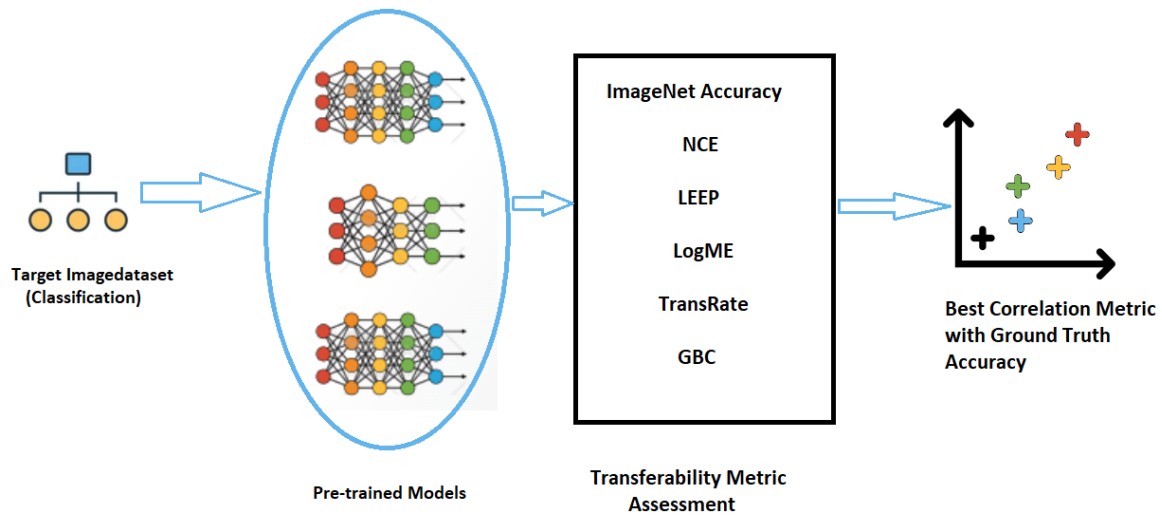 Target Imagedataset
(Classification)
Pre-trained Models
ImageNet Accuracy
NCE
LEEP
LogME
TransRate
GBC
Transferability Metric
Assessment
Best Correlation Metric
with Ground Truth
Accuracy